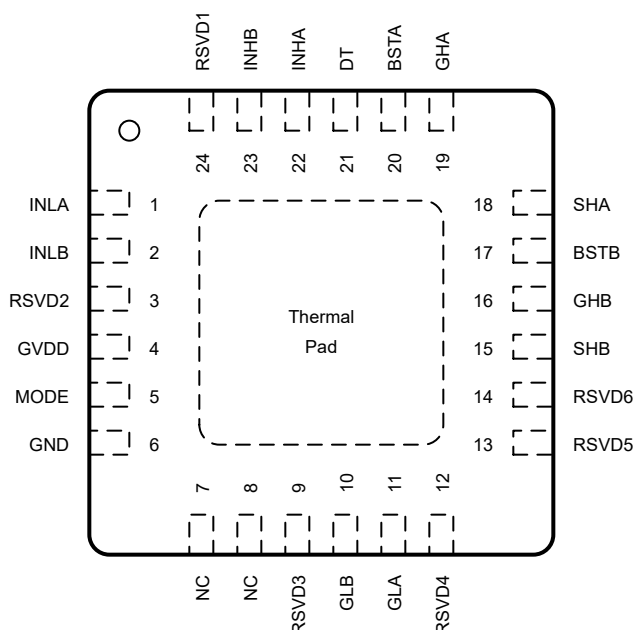 RSVD1 INHB INHA DT BSTA GHA
24 23 22 21 20 19
INLA 1 18 SHA
INLB 2 17 BSTB
RSVD2 3 16 GHB
GVDD 4 15 SHB
MODE 5 14 RSVD6
GND 6 13 RSVD5
Thermal
Pad
7 8 9 10 11 12
NC NC RSVD3 GLB GLA RSVD4